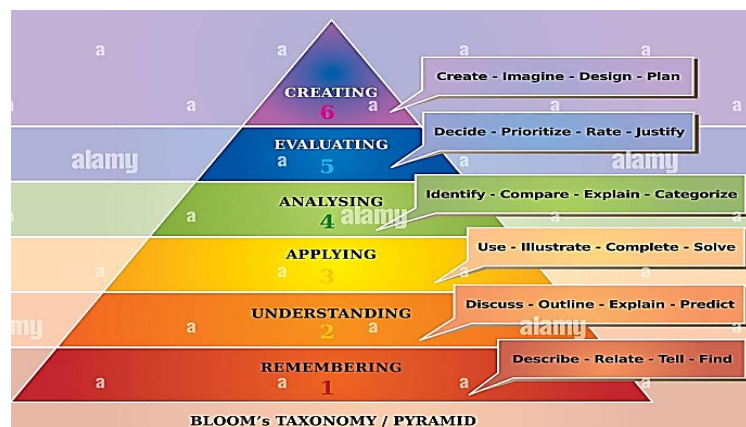 CREATING
6
Create - Imagine - Design - Plan
EVALUATING
5
Decide - Prioritize - Rate - Justify
ANALYSING
4
Identify - Compare - Explain - Categorize
APPLYING
3
Use - Illustrate - Complete - Solve
UNDERSTANDING
2
Discuss - Outline - Explain - Predict
REMEMBERING
1
Describe - Relate - Tell - Find
BLOOM's TAXONOMY / PYRAMID
a
alamy